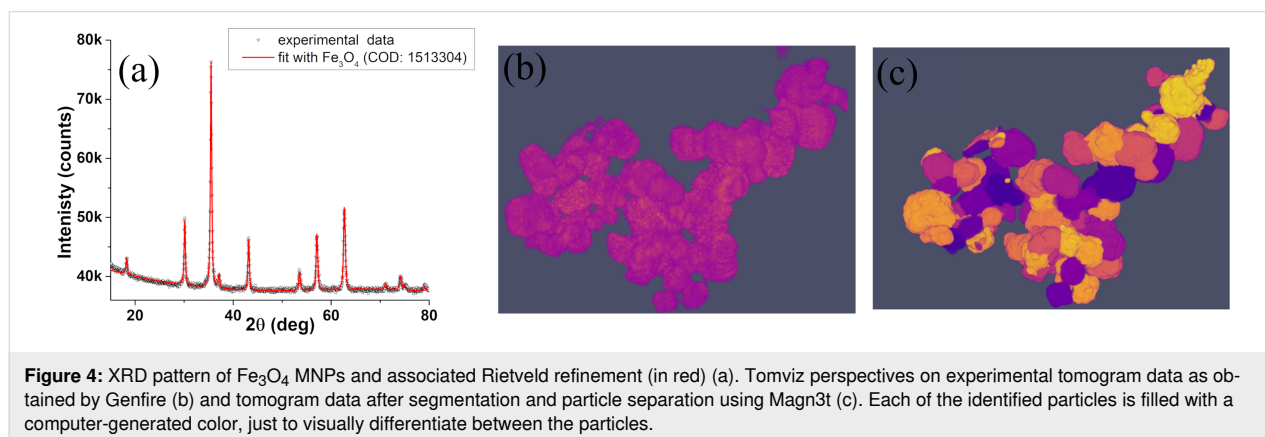 80k
70k
60k
50k
40k
Intenisty (counts)
20
40
60
80
2θ (deg)
(a)
experimental data
fit with Fe₃O₄ (COD: 1513304)
(b)
(c)
Figure 4: XRD pattern of Fe₃O₄ MNPs and associated Rietveld refinement (in red) (a). Tomviz perspectives on experimental tomogram data as ob-
tained by Genfire (b) and tomogram data after segmentation and particle separation using Magn3t (c). Each of the identified particles is filled with a
computer-generated color, just to visually differentiate between the particles.